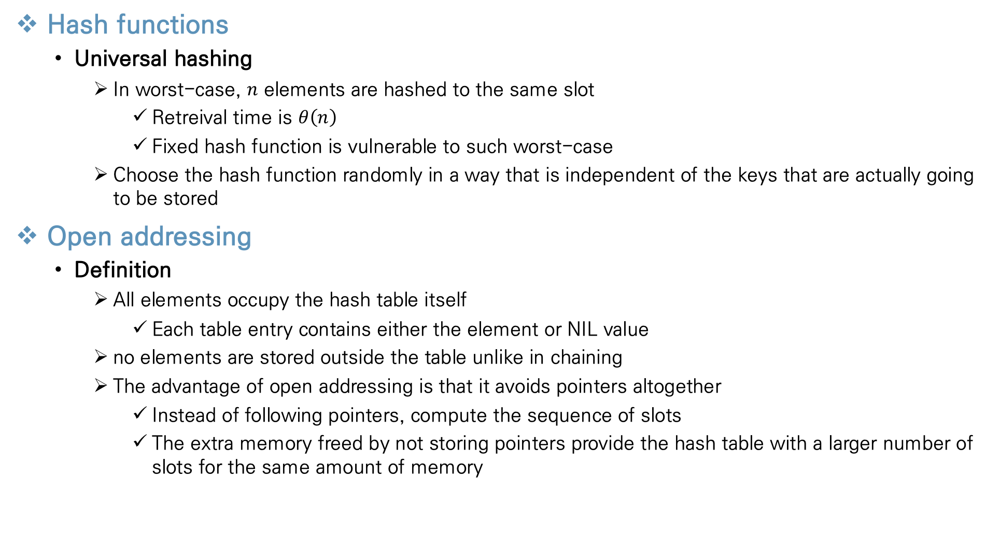 ❖ Hash functions
• Universal hashing
➢ In worst-case, 𝑛 elements are hashed to the same slot
✓ Retreival time is 𝜃(𝑛)
✓ Fixed hash function is vulnerable to such worst-case
➢ Choose the hash function randomly in a way that is independent of the keys that are actually going
to be stored
❖ Open addressing
• Definition
➢ All elements occupy the hash table itself
✓ Each table entry contains either the element or NIL value
➢ no elements are stored outside the table unlike in chaining
➢ The advantage of open addressing is that it avoids pointers altogether
✓ Instead of following pointers, compute the sequence of slots
✓ The extra memory freed by not storing pointers provide the hash table with a larger number of
slots for the same amount of memory